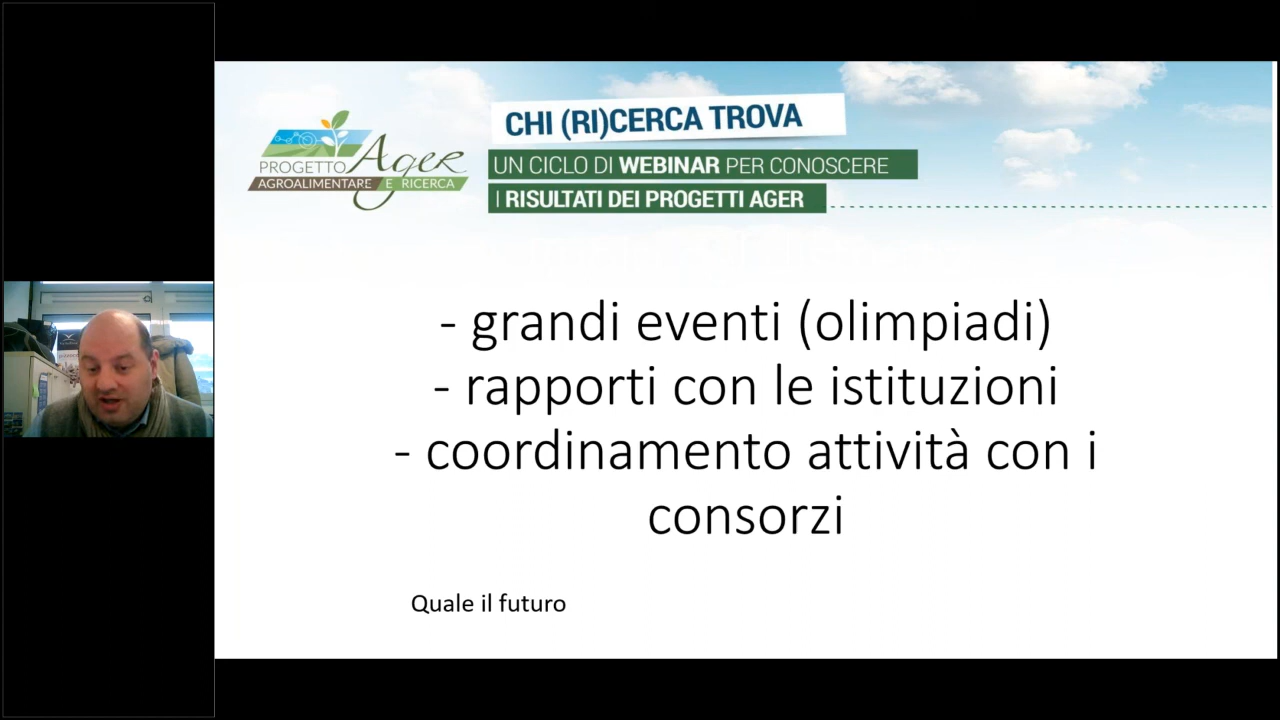 PROGETTO Ager
AGROALIMENTARE E RICERCA
CHI (RI)CERCA TROVA
UN CICLO DI WEBINAR PER CONOSCERE
I RISULTATI DEI PROGETTI AGER
- grandi eventi (olimpiadi)
- rapporti con le istituzioni
- coordinamento attività con i
consorzi
Quale il futuro